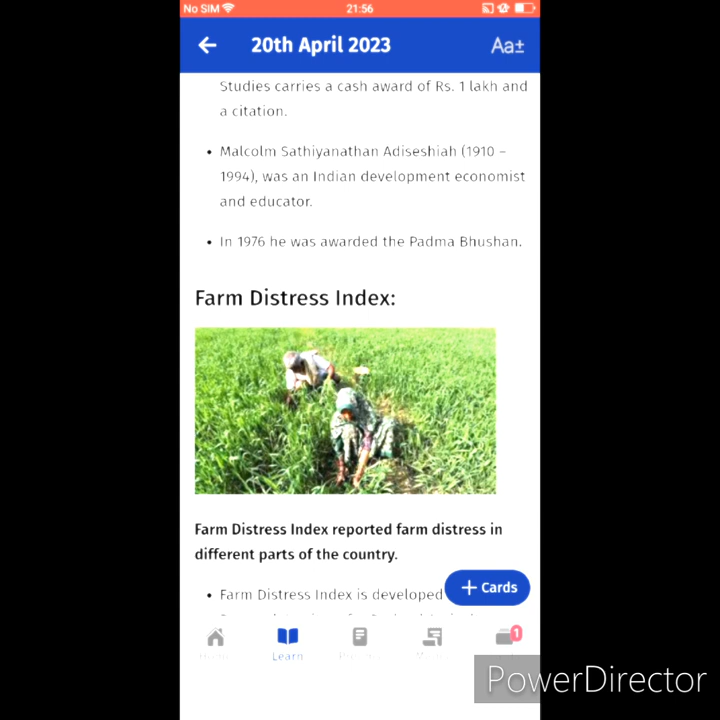 No SIM
21:56
20th April 2023
Aa±
Studies carries a cash award of Rs. 1 lakh and
a citation.
• Malcolm Sathiyanathan Adiseshiah (1910 –
1994), was an Indian development economist
and educator.
• In 1976 he was awarded the Padma Bhushan.
Farm Distress Index:
Farm Distress Index reported farm distress in
different parts of the country.
• Farm Distress Index is developed
+ Cards
1
Learn
PowerDirector